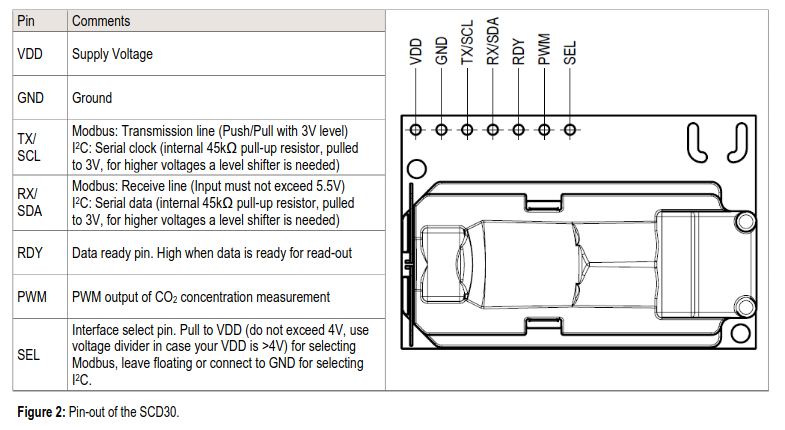 Pin Comments
VDD Supply Voltage
GND Ground
TX/
SCL
Modbus: Transmission line (Push/Pull with 3V level)
I²C: Serial clock (internal 45kΩ pull-up resistor, pulled
to 3V, for higher voltages a level shifter is needed)
RX/
SDA
Modbus: Receive line (Input must not exceed 5.5V)
I²C: Serial data (internal 45kΩ pull-up resistor, pulled
to 3V, for higher voltages a level shifter is needed)
RDY Data ready pin. High when data is ready for read-out
PWM PWM output of CO₂ concentration measurement
SEL
Interface select pin. Pull to VDD (do not exceed 4V, use
voltage divider in case your VDD is >4V) for selecting
Modbus, leave floating or connect to GND for selecting
I²C.
VDD
GND
TX/SCL
RX/SDA
RDY
PWM
SEL
Figure 2: Pin-out of the SCD30.